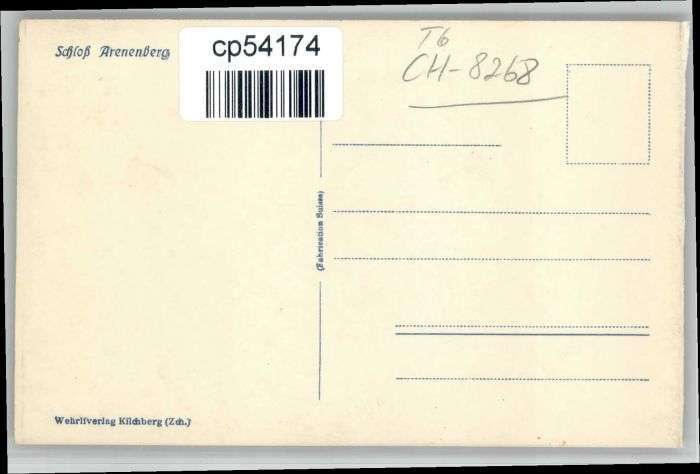 Schloß Arenenberg
cp54174
T6
CH-8268
(Fabrication Suisse)
Wehrliverlag Kilchberg (Zch.)